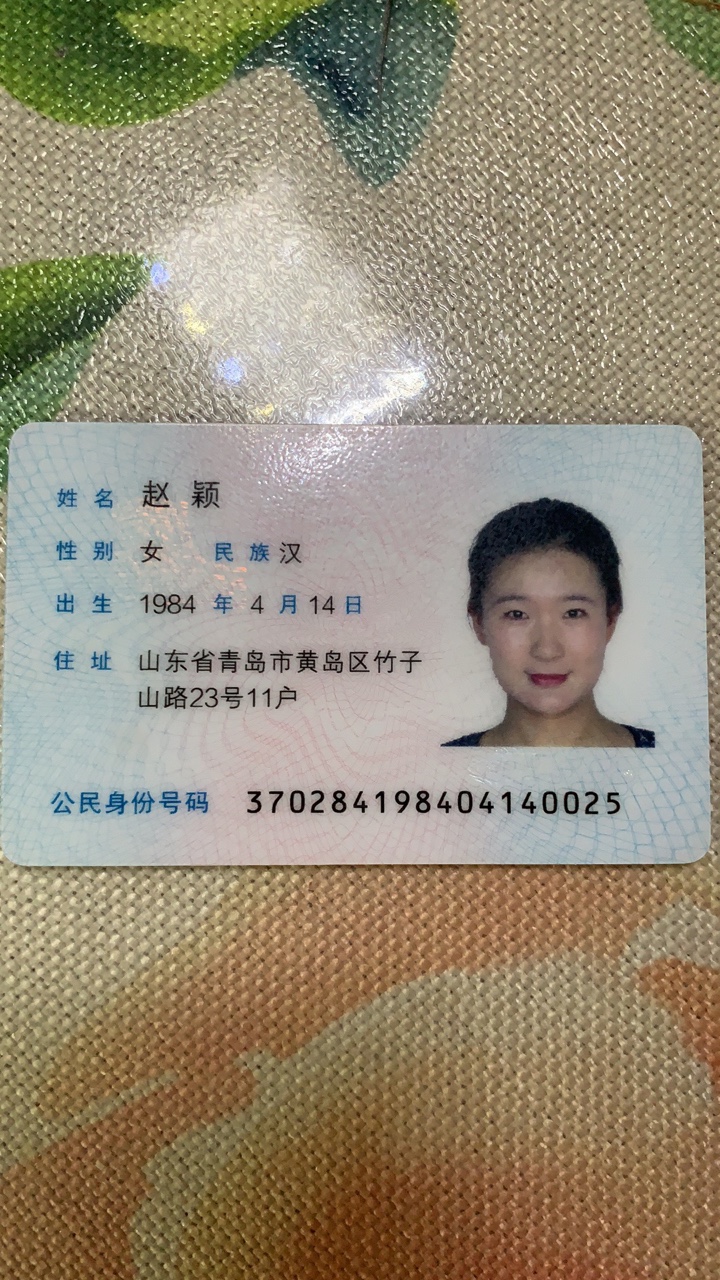 姓名 赵颖
性别 女 民族 汉
出生 1984 年 4 月 14 日
住址 山东省青岛市黄岛区竹子
山路23号11户
公民身份号码 370284198404140025